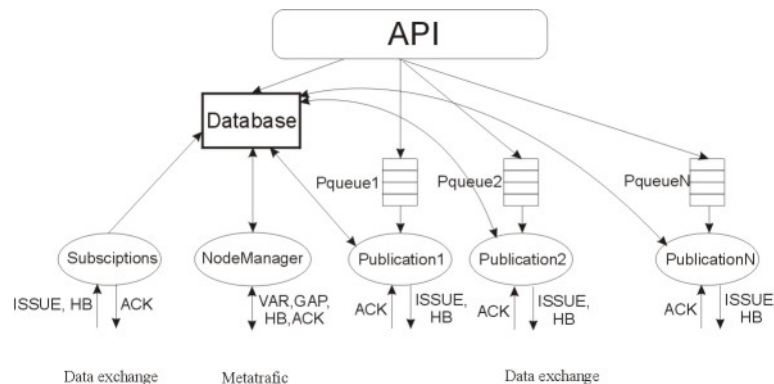 API
Database
Pqueue1
Pqueue2
PqueueN
Subsciptions
NodeManager
Publication1
Publication2
PublicationN
ISSUE, HB
ACK
VAR,GAP,
HB,ACK
ACK
ISSUE,
HB
ACK
ISSUE,
HB
ACK
ISSUE,
HB
Data exchange
Metatrafic
Data exchange